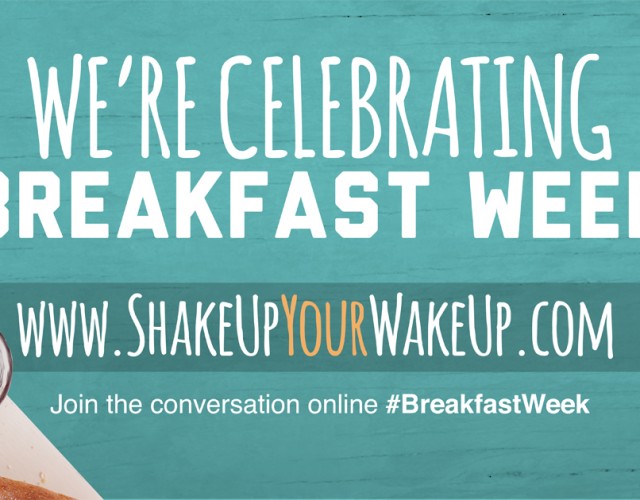 WE'RE CELEBRATING
BREAKFAST WEEK
www.ShakeUpYourWakeUp.com
Join the conversation online #BreakfastWeek